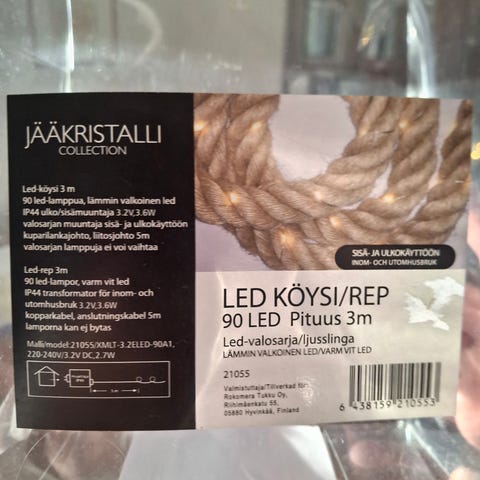 JÄÄKRISTALLI
COLLECTION
Led-köysi 3 m
90 led-lamppua, lämmin valkoinen led
IP44 ulko/sisämuuntaja 3.2V,3.6W
valosarjan muuntaja sisä- ja ulkokäyttöön
kuparilankajohto, liitosjohto 5m
valosarjan lamppuja ei voi vaihtaa
Led-rep 3m
90 led-lampor, varm vit led
IP44 transformator för inom- och
utomhusbruk 3.2V,3.6W
kopparkabel, anslutningskabel 5m
lamporna kan ej bytas
Malli/model:21055/XMLT-3.2ELED-90A1,
220-240V/3.2V DC,2.7W
5 m
SISÄ- JA ULKOKÄYTTÖÖN
INOM- OCH UTOMHUSBRUK
LED KÖYSI/REP
90 LED Pituus 3m
Led-valosarja/ljusslinga
LÄMMIN VALKOINEN LED/VARM VIT LED
21055
Valmistuttaja/Tillverkad för
Rokomera Tukku Oy,
Riihimäenkatu 55,
05880 Hyvinkää, Finland
6 438159 210553